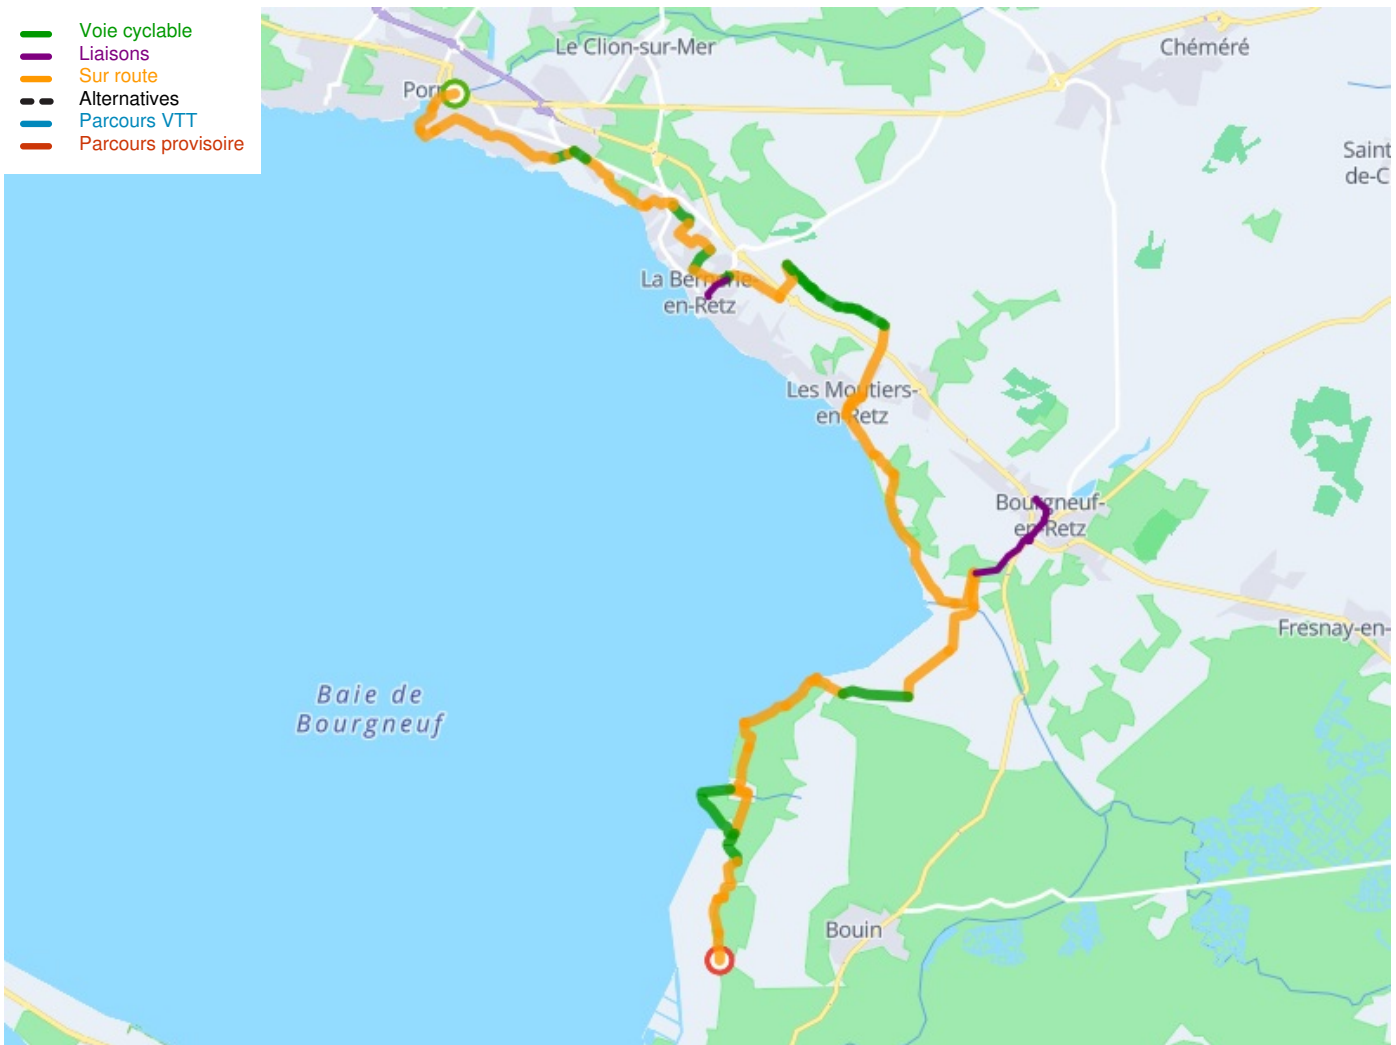 Voie cyclable
Liaisons
Sur route
Alternatives
Parcours VTT
Parcours provisoire
Le Clion-sur-Mer
Chéméré
Saint
de-C
La Bernerie-
en-Retz
Les Moutiers-
en-Retz
Bourgneuf-
en-Retz
Fresnay-en-
Baie de
Bourgneuf
Bouin